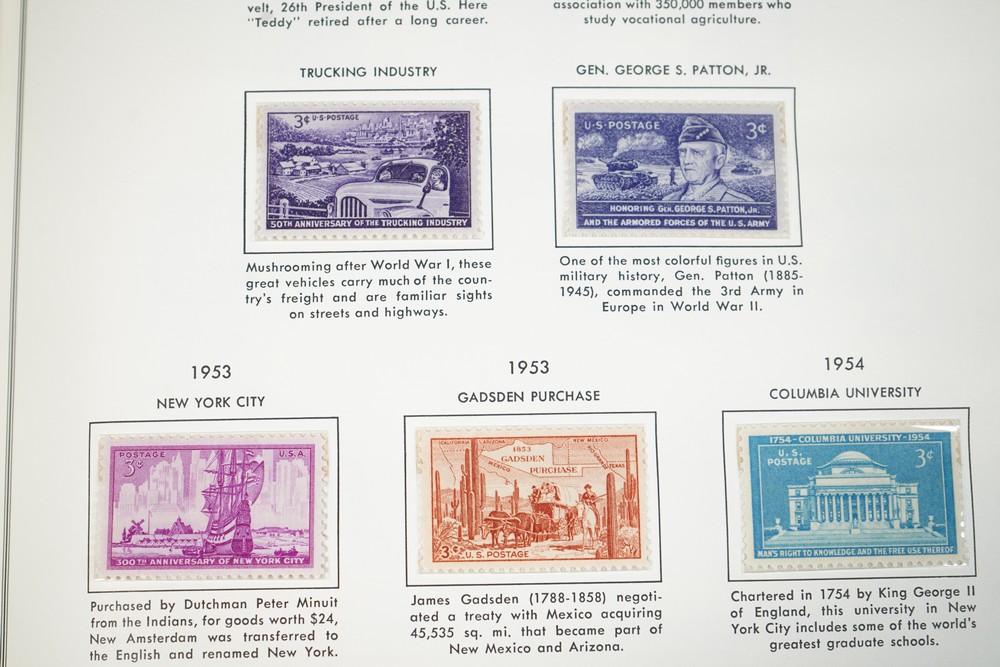 velt, 26th President of the U.S. Here
"Teddy" retired after a long career.
association with 350,000 members who
study vocational agriculture.
TRUCKING INDUSTRY
3¢ U·S·POSTAGE
50TH ANNIVERSARY OF THE TRUCKING INDUSTRY
Mushrooming after World War I, these
great vehicles carry much of the coun-
try's freight and are familiar sights
on streets and highways.
GEN. GEORGE S. PATTON, JR.
U·S·POSTAGE 3¢
HONORING GEN. GEORGE S. PATTON, JR.
AND THE ARMORED FORCES OF THE U.S. ARMY
One of the most colorful figures in U.S.
military history, Gen. Patton (1885-
1945), commanded the 3rd Army in
Europe in World War II.
1953
NEW YORK CITY
POSTAGE U.S.A.
3¢
300TH ANNIVERSARY OF NEW YORK CITY
Purchased by Dutchman Peter Minuit
from the Indians, for goods worth $24,
New Amsterdam was transferred to
the English and renamed New York.
1953
GADSDEN PURCHASE
CALIFORNIA ARIZONA NEW MEXICO
1853
GADSDEN
PURCHASE
MEXICO TEXAS
3¢ U.S. POSTAGE
James Gadsden (1788-1858) negoti-
ated a treaty with Mexico acquiring
45,535 sq. mi. that became part of
New Mexico and Arizona.
1954
COLUMBIA UNIVERSITY
1754-COLUMBIA UNIVERSITY-1954
U.S. 3¢
POSTAGE
MAN'S RIGHT TO KNOWLEDGE AND THE FREE USE THEREOF
Chartered in 1754 by King George II
of England, this university in New
York City includes some of the world's
greatest graduate schools.